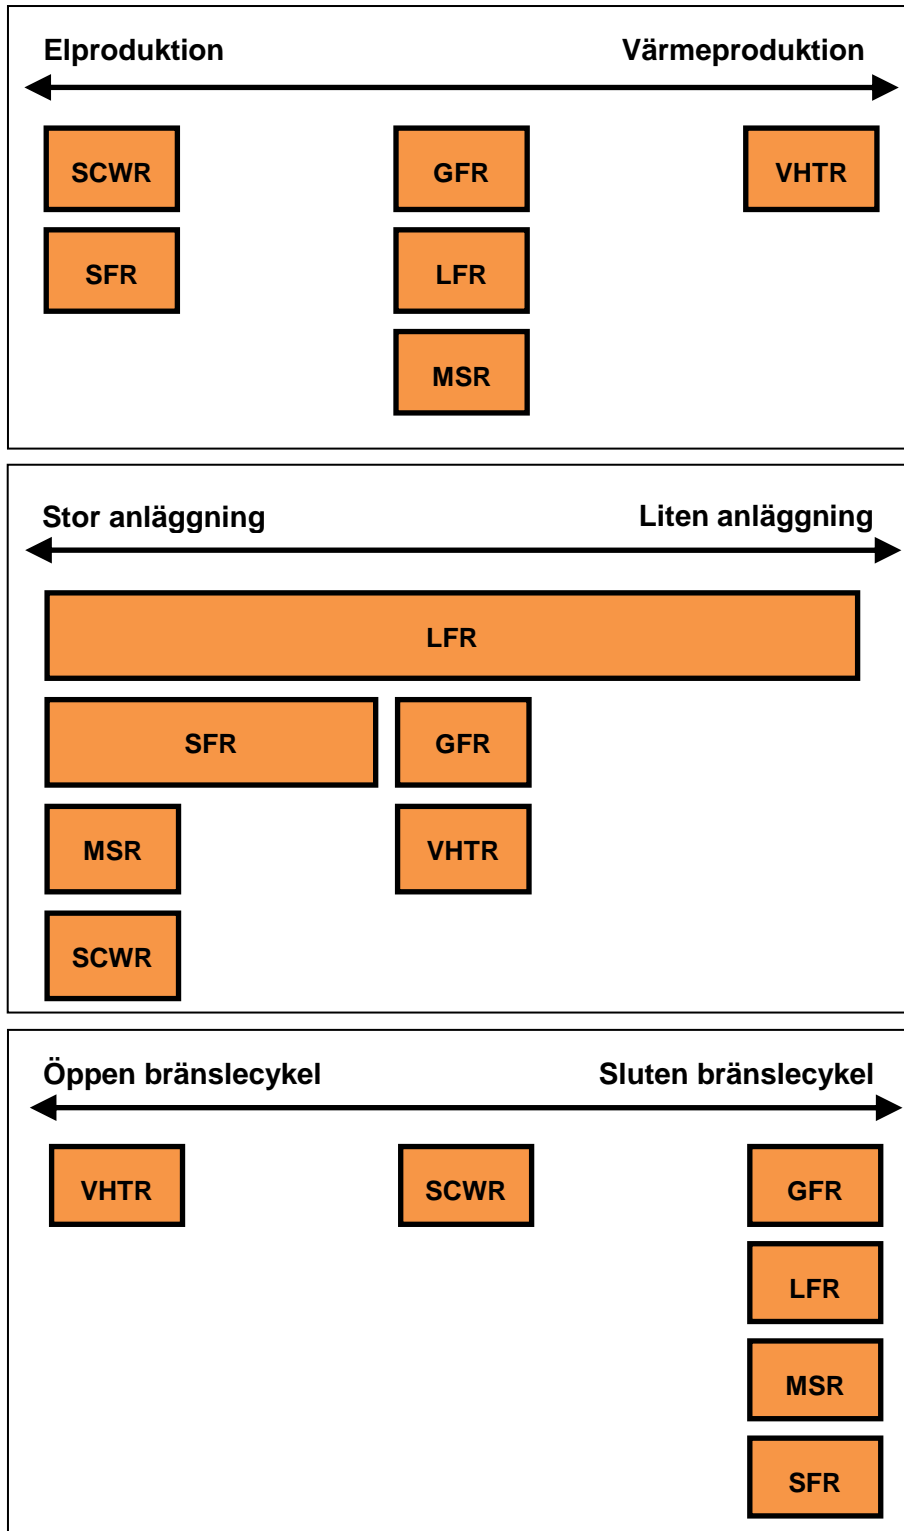 Elproduktion Värmeproduktion
SCWR GFR VHTR
SFR LFR
MSR
Stor anläggning Liten anläggning
LFR
SFR GFR
MSR VHTR
SCWR
Öppen bränslecykel Sluten bränslecykel
VHTR SCWR GFR
LFR
MSR
SFR